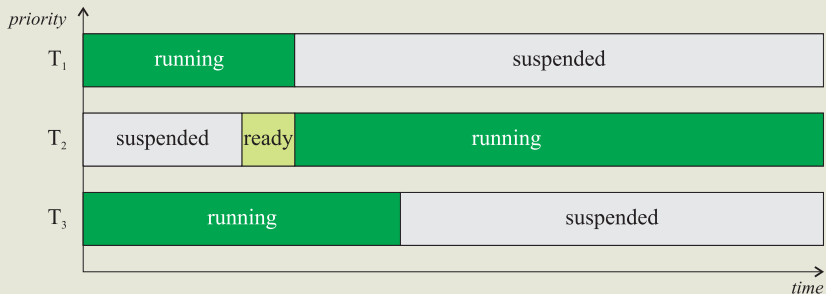 priority
T1 running suspended
T2 suspended ready running
T3 running suspended
time